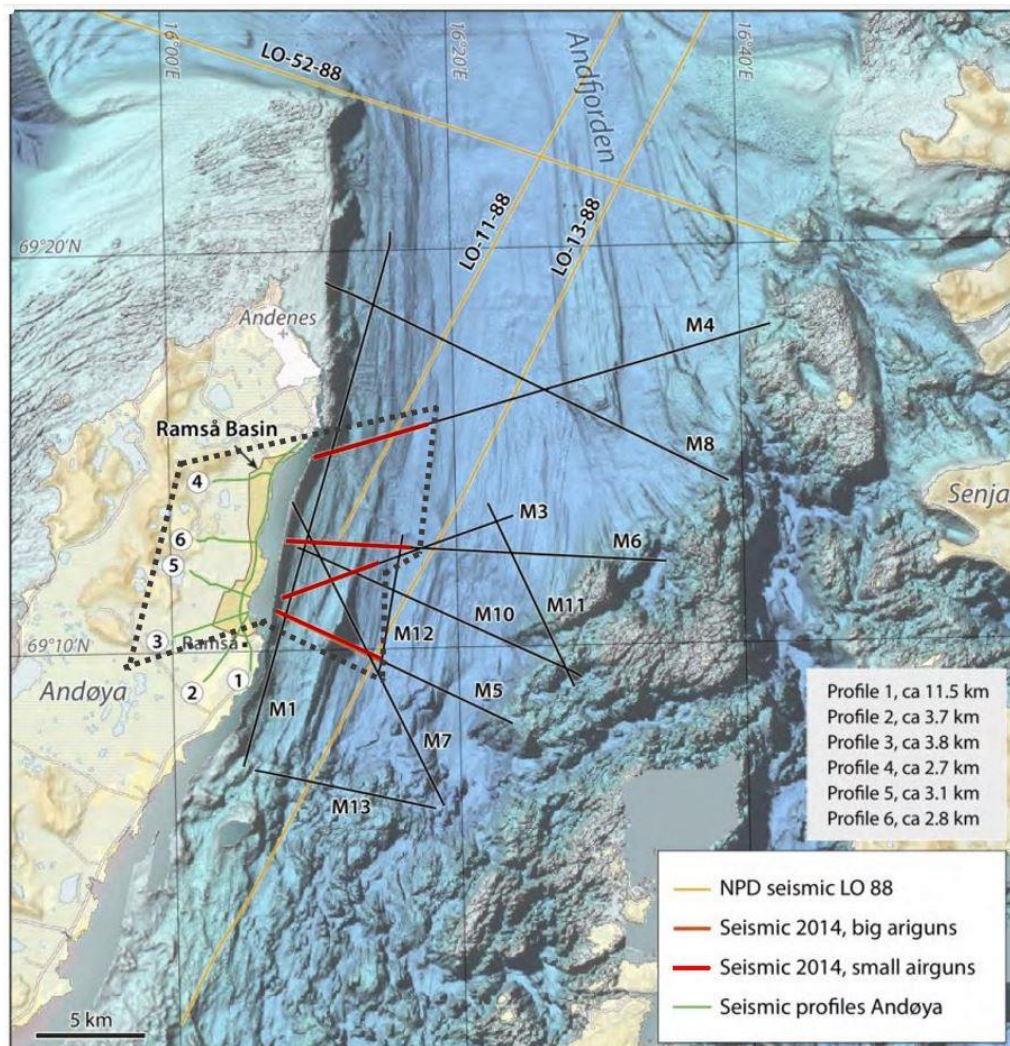 16°00'E
16°20'E
16°40'E
Andfjorden
LO-52-88
LO-11-88
LO-13-88
69°20'N
Andenes
M4
Ramså Basin
M8
4
Senja
M3
6
M6
5
M10
M11
3
Ramså
69°10'N
M12
Andøya
2
1
M5
M1
M7
M13
Profile 1, ca 11.5 km
Profile 2, ca 3.7 km
Profile 3, ca 3.8 km
Profile 4, ca 2.7 km
Profile 5, ca 3.1 km
Profile 6, ca 2.8 km
NPD seismic LO 88
Seismic 2014, big ariguns
Seismic 2014, small airguns
Seismic profiles Andøya
5 km